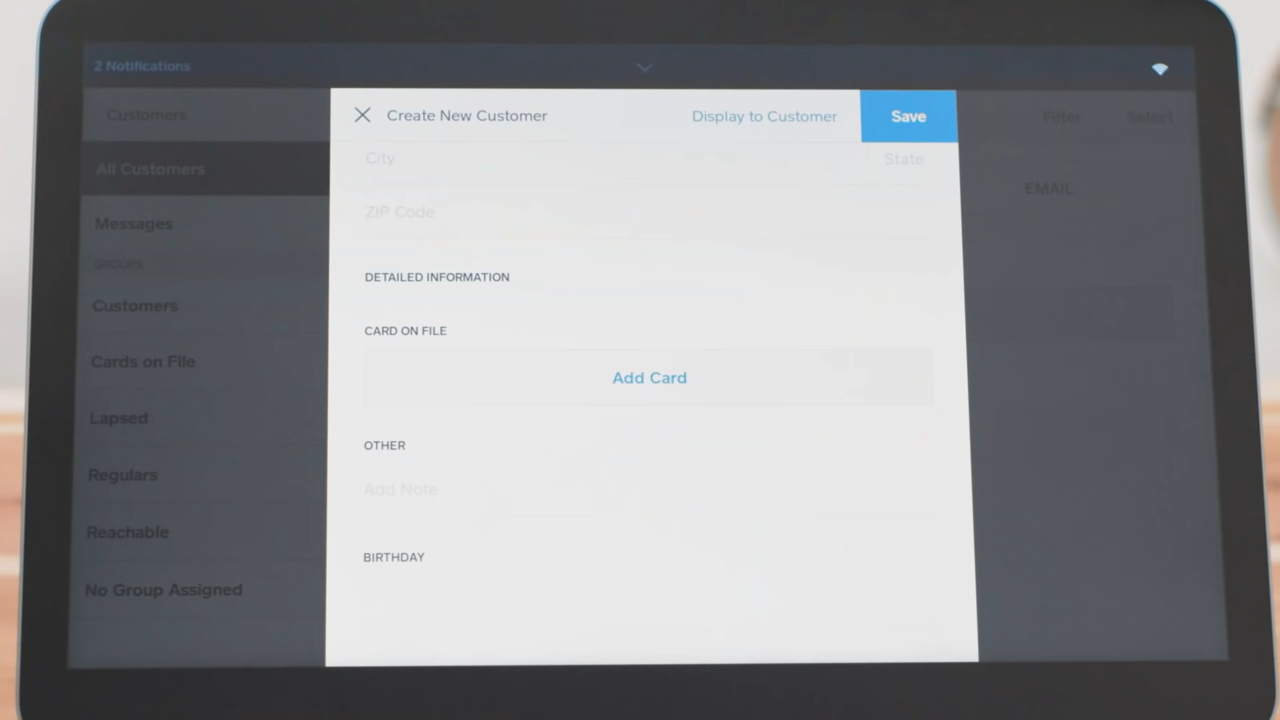 2 Notifications
Customers
All Customers
Messages
GROUPS
Customers
Cards on File
Lapsed
Regulars
Reachable
No Group Assigned
Create New Customer
Display to Customer
Save
City
State
ZIP Code
DETAILED INFORMATION
CARD ON FILE
Add Card
OTHER
Add Note
BIRTHDAY
Filter
Select
EMAIL